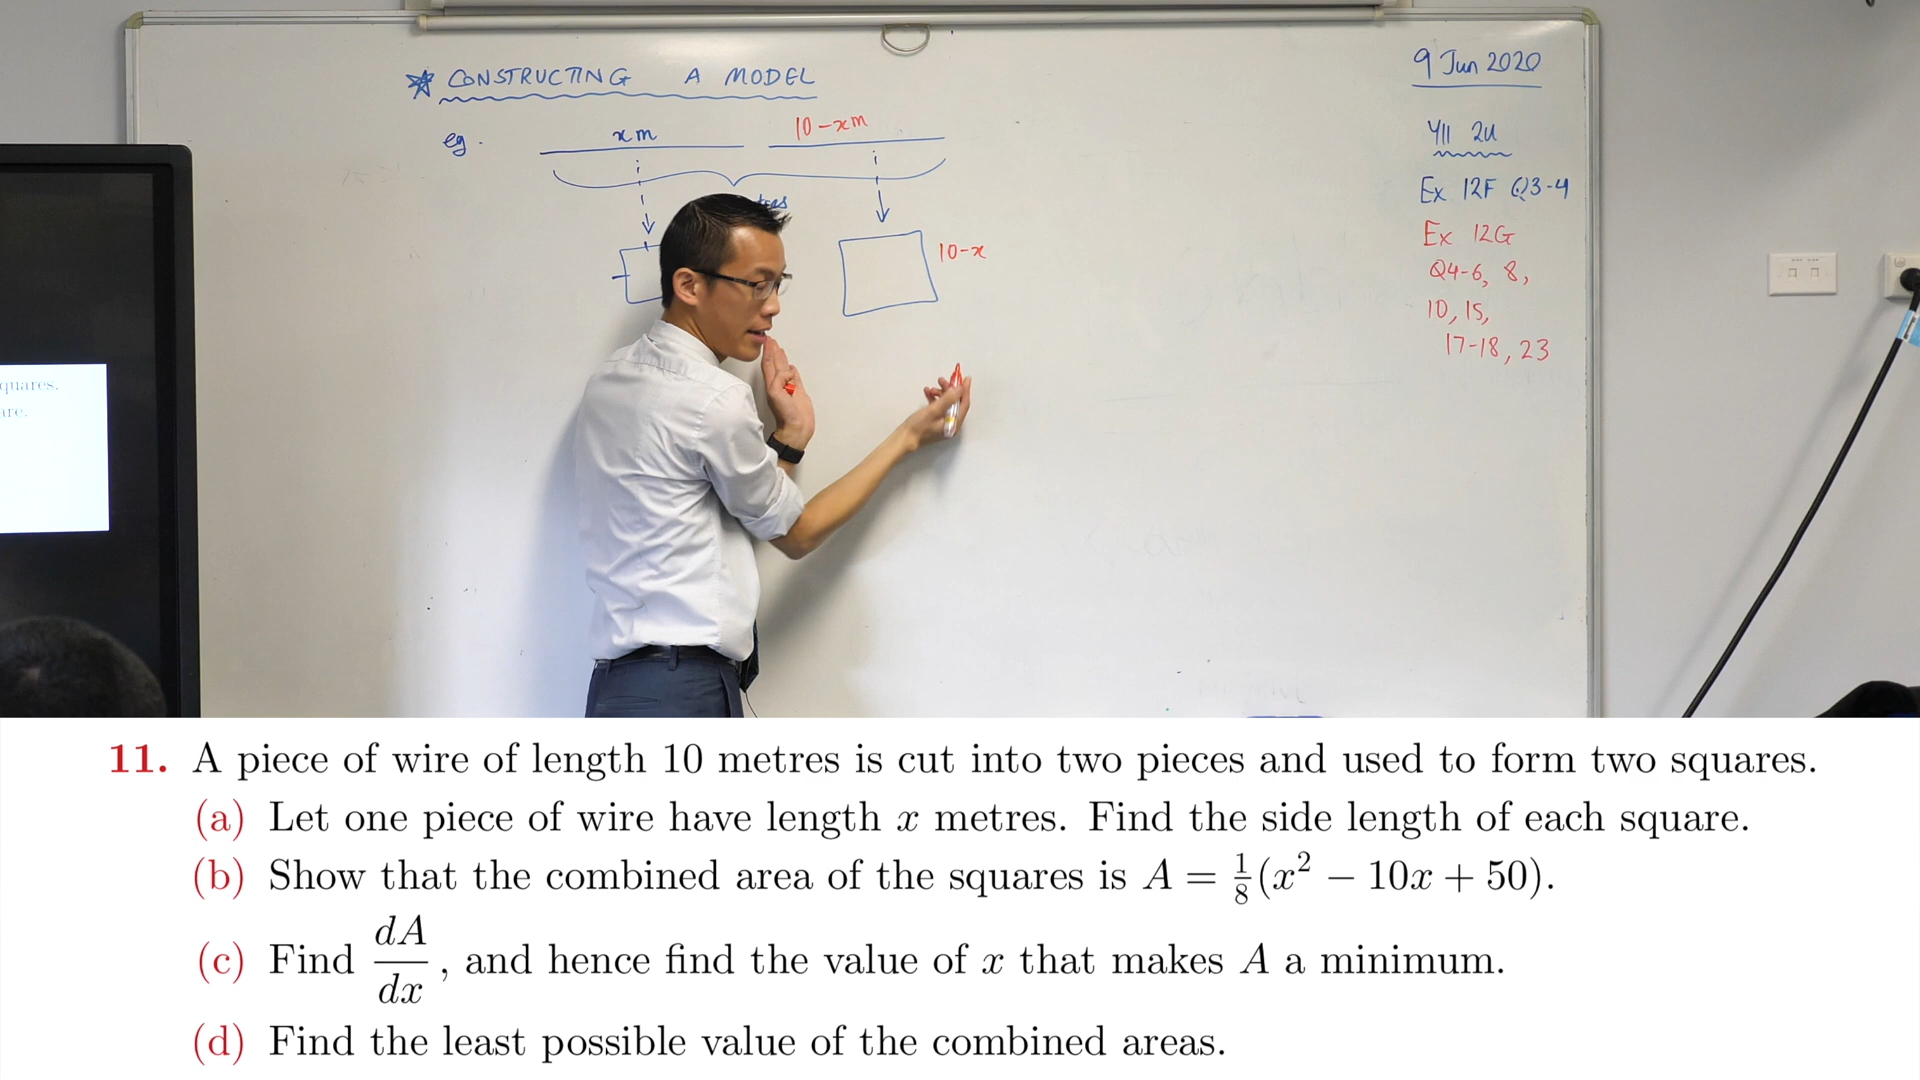 ★ CONSTRUCTING A MODEL
9 Jun 2020
eg.
x m
10 - x m
10 - x
Y11 2U
Ex 12F Q3-4
Ex 12G
Q4-6, 8,
10, 15,
17-18, 23
quares.
are.
11. A piece of wire of length 10 metres is cut into two pieces and used to form two squares.
(a) Let one piece of wire have length x metres. Find the side length of each square.
(b) Show that the combined area of the squares is A = 1/8(x² − 10x + 50).
(c) Find dA/dx, and hence find the value of x that makes A a minimum.
(d) Find the least possible value of the combined areas.